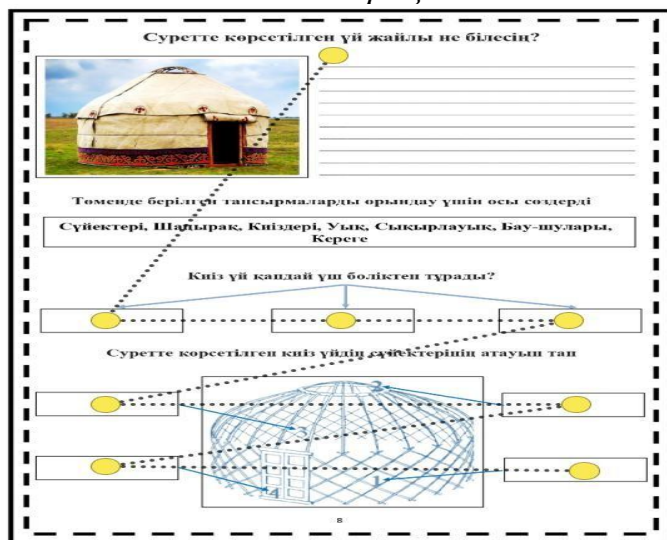 Суретте көрсетілген үй жайлы не білесің?
Төменде берілген тапсырмаларды орындау үшін осы сөздерді
Сүйектері, Шаңырақ, Киіздері, Уық, Сықырлауық, Бау-шулары,
Кереге
Киіз үй қандай үш бөліктен тұрады?
Суретте көрсетілген киіз үйдің сүйектерінің атауын тап
2
3
4
1
8